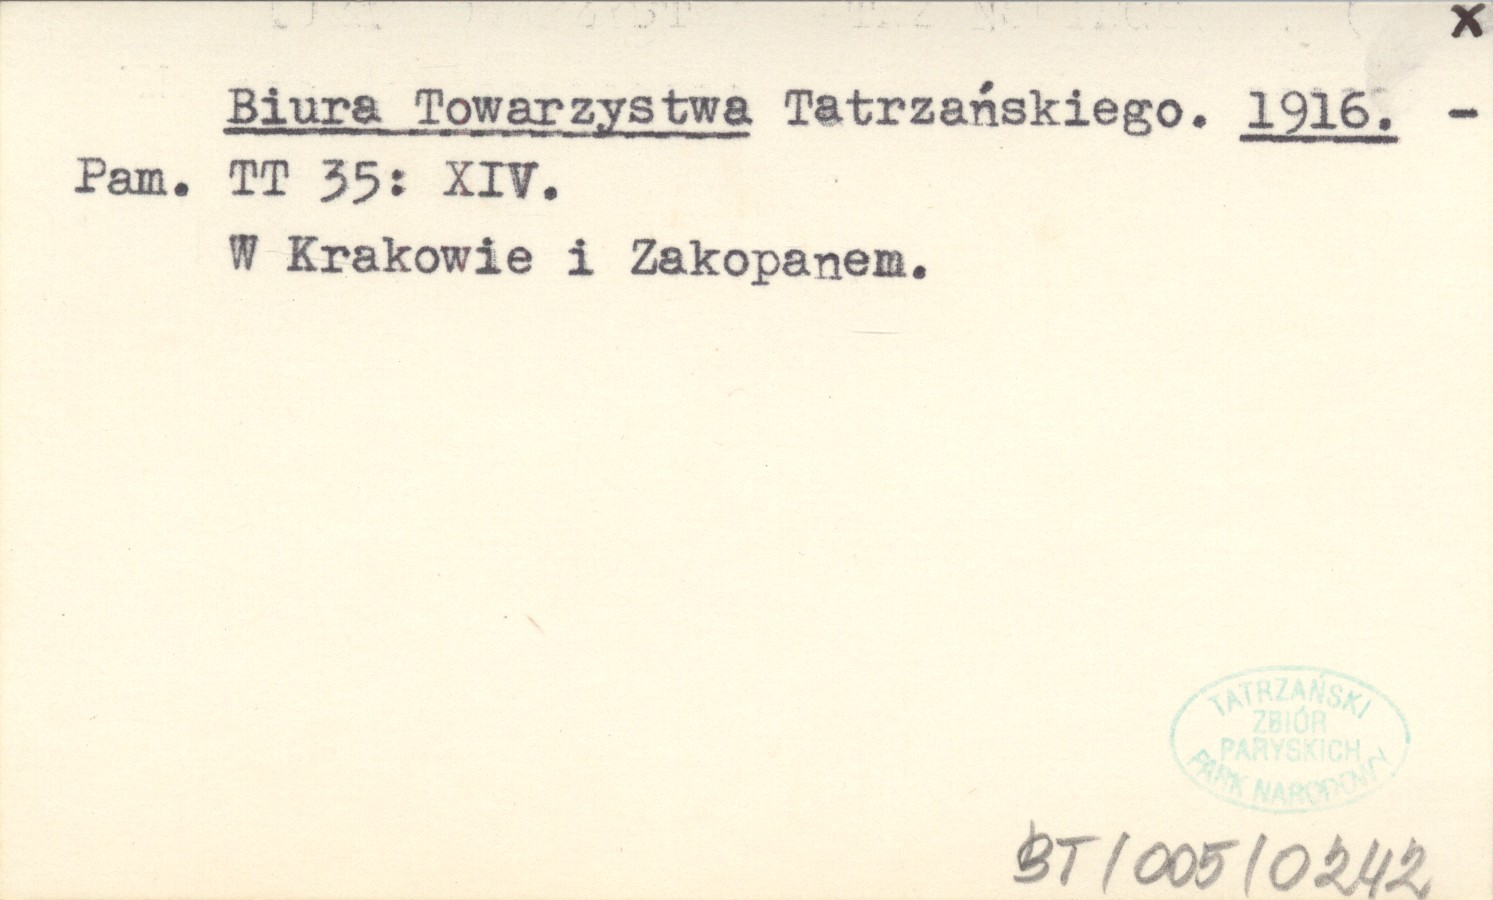 x
Biura Towarzystwa Tatrzańskiego. 1916. -
Pam. TT 35: XIV.
W Krakowie i Zakopanem.
TATRZAŃSKI
ZBIÓR
PARYSKICH
PARK NARODOWY
BT/005/0242